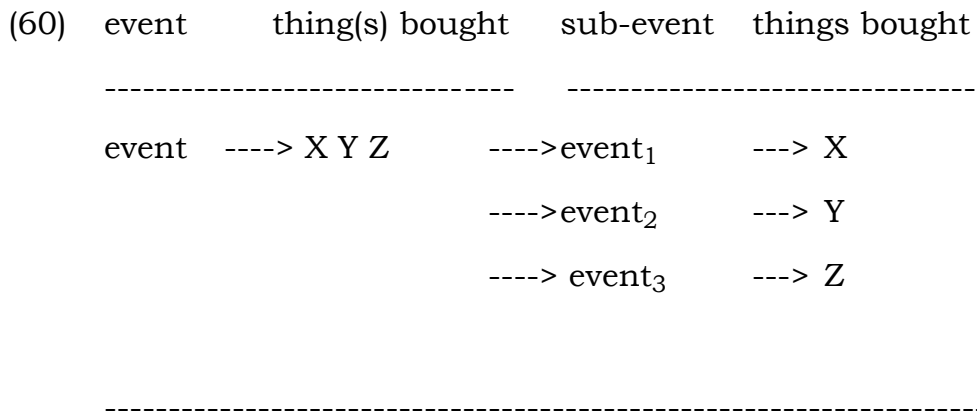 (60) event thing(s) bought sub-event things bought
-------------------------------- --------------------------------
event ----> X Y Z ---->event₁ ---> X
---->event₂ ---> Y
----> event₃ ---> Z
--------------------------------------------------------------------